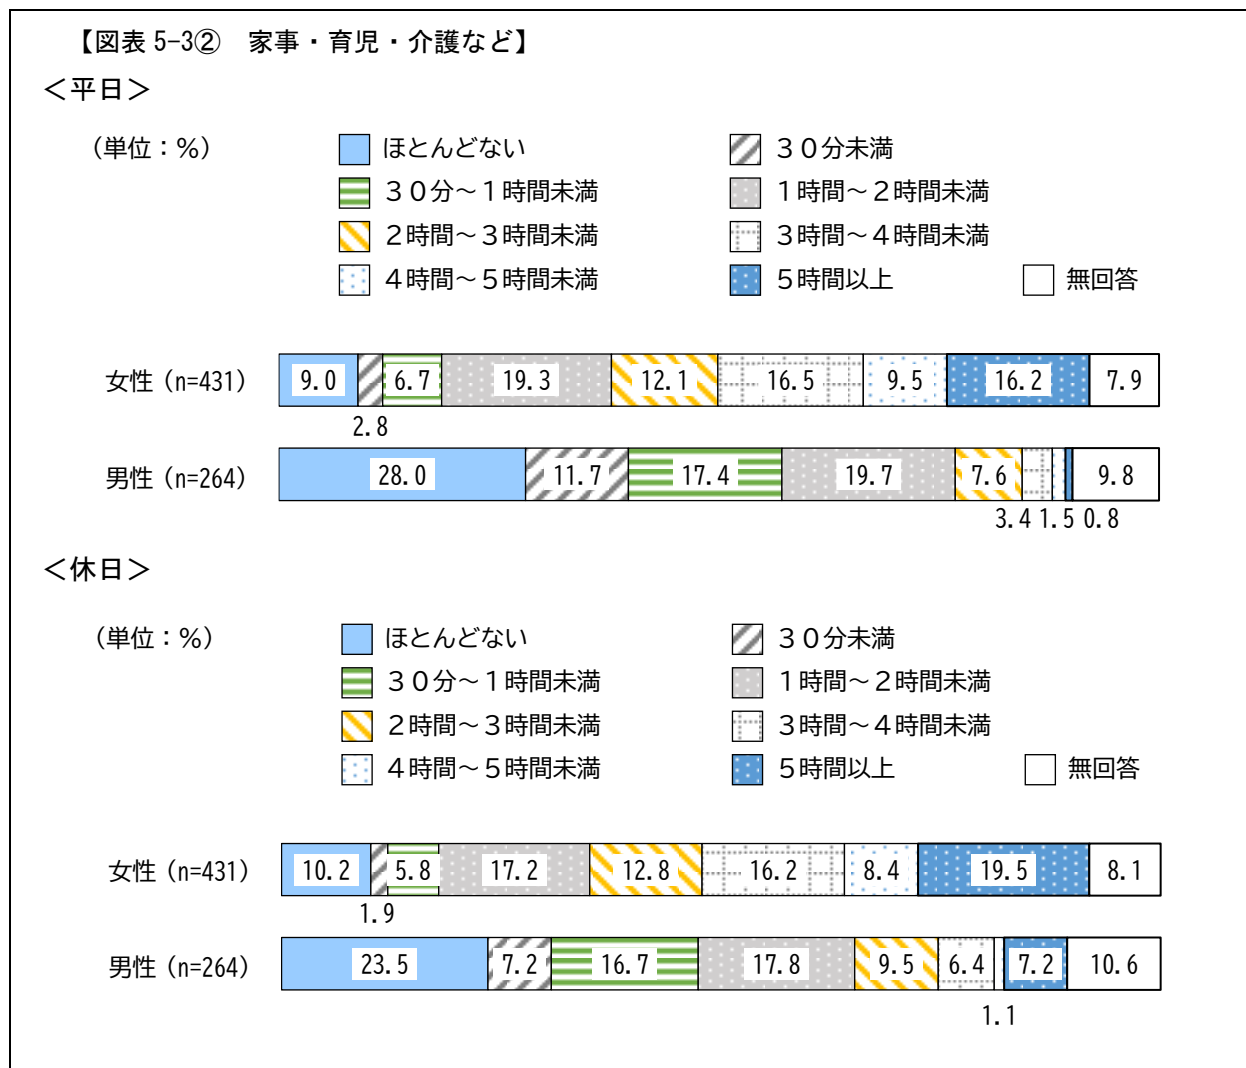 【図表 5-3②　家事・育児・介護など】
＜平日＞
（単位：％）
ほとんどない
３０分未満
３０分～１時間未満
１時間～２時間未満
２時間～３時間未満
３時間～４時間未満
４時間～５時間未満
５時間以上
無回答
女性 (n=431) 9.0 6.7 19.3 12.1 16.5 9.5 16.2 7.9
2.8
男性 (n=264) 28.0 11.7 17.4 19.7 7.6 9.8
3.4 1.5 0.8
＜休日＞
（単位：％）
ほとんどない
３０分未満
３０分～１時間未満
１時間～２時間未満
２時間～３時間未満
３時間～４時間未満
４時間～５時間未満
５時間以上
無回答
女性 (n=431) 10.2 5.8 17.2 12.8 16.2 8.4 19.5 8.1
1.9
男性 (n=264) 23.5 7.2 16.7 17.8 9.5 6.4 7.2 10.6
1.1